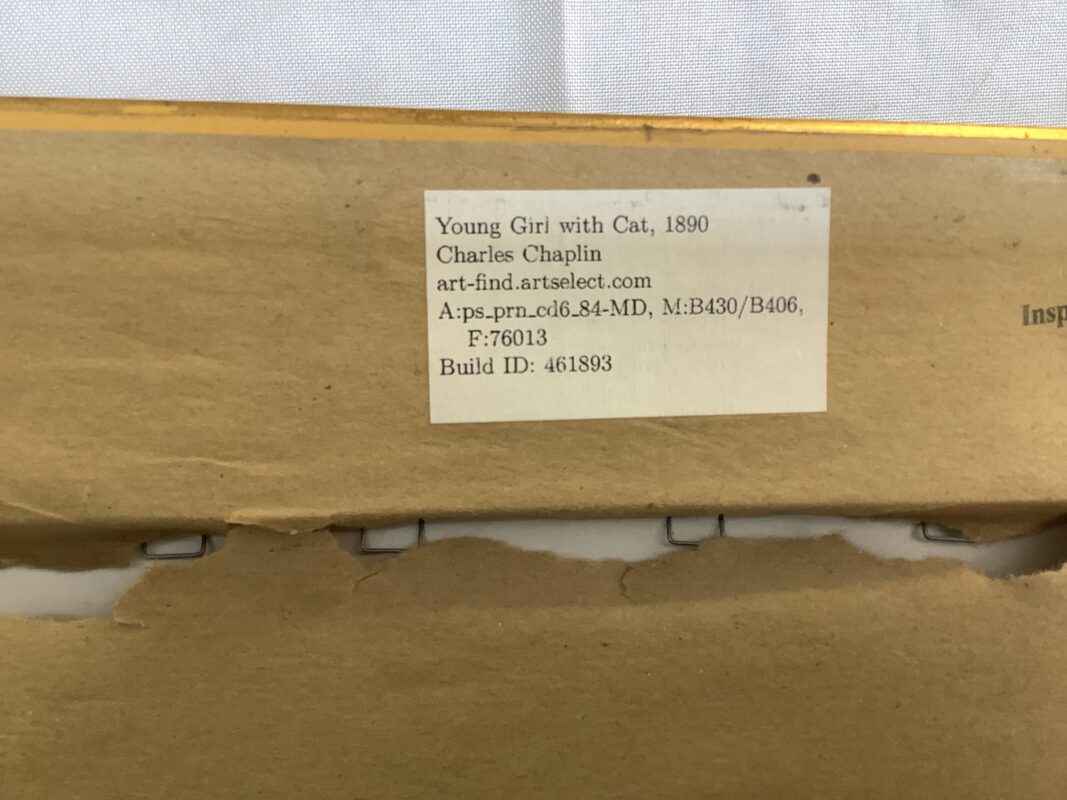 Young Girl with Cat, 1890
Charles Chaplin
art-find.artselect.com
A:ps_prn_cd6_84-MD, M:B430/B406,
F:76013
Build ID: 461893
Insp